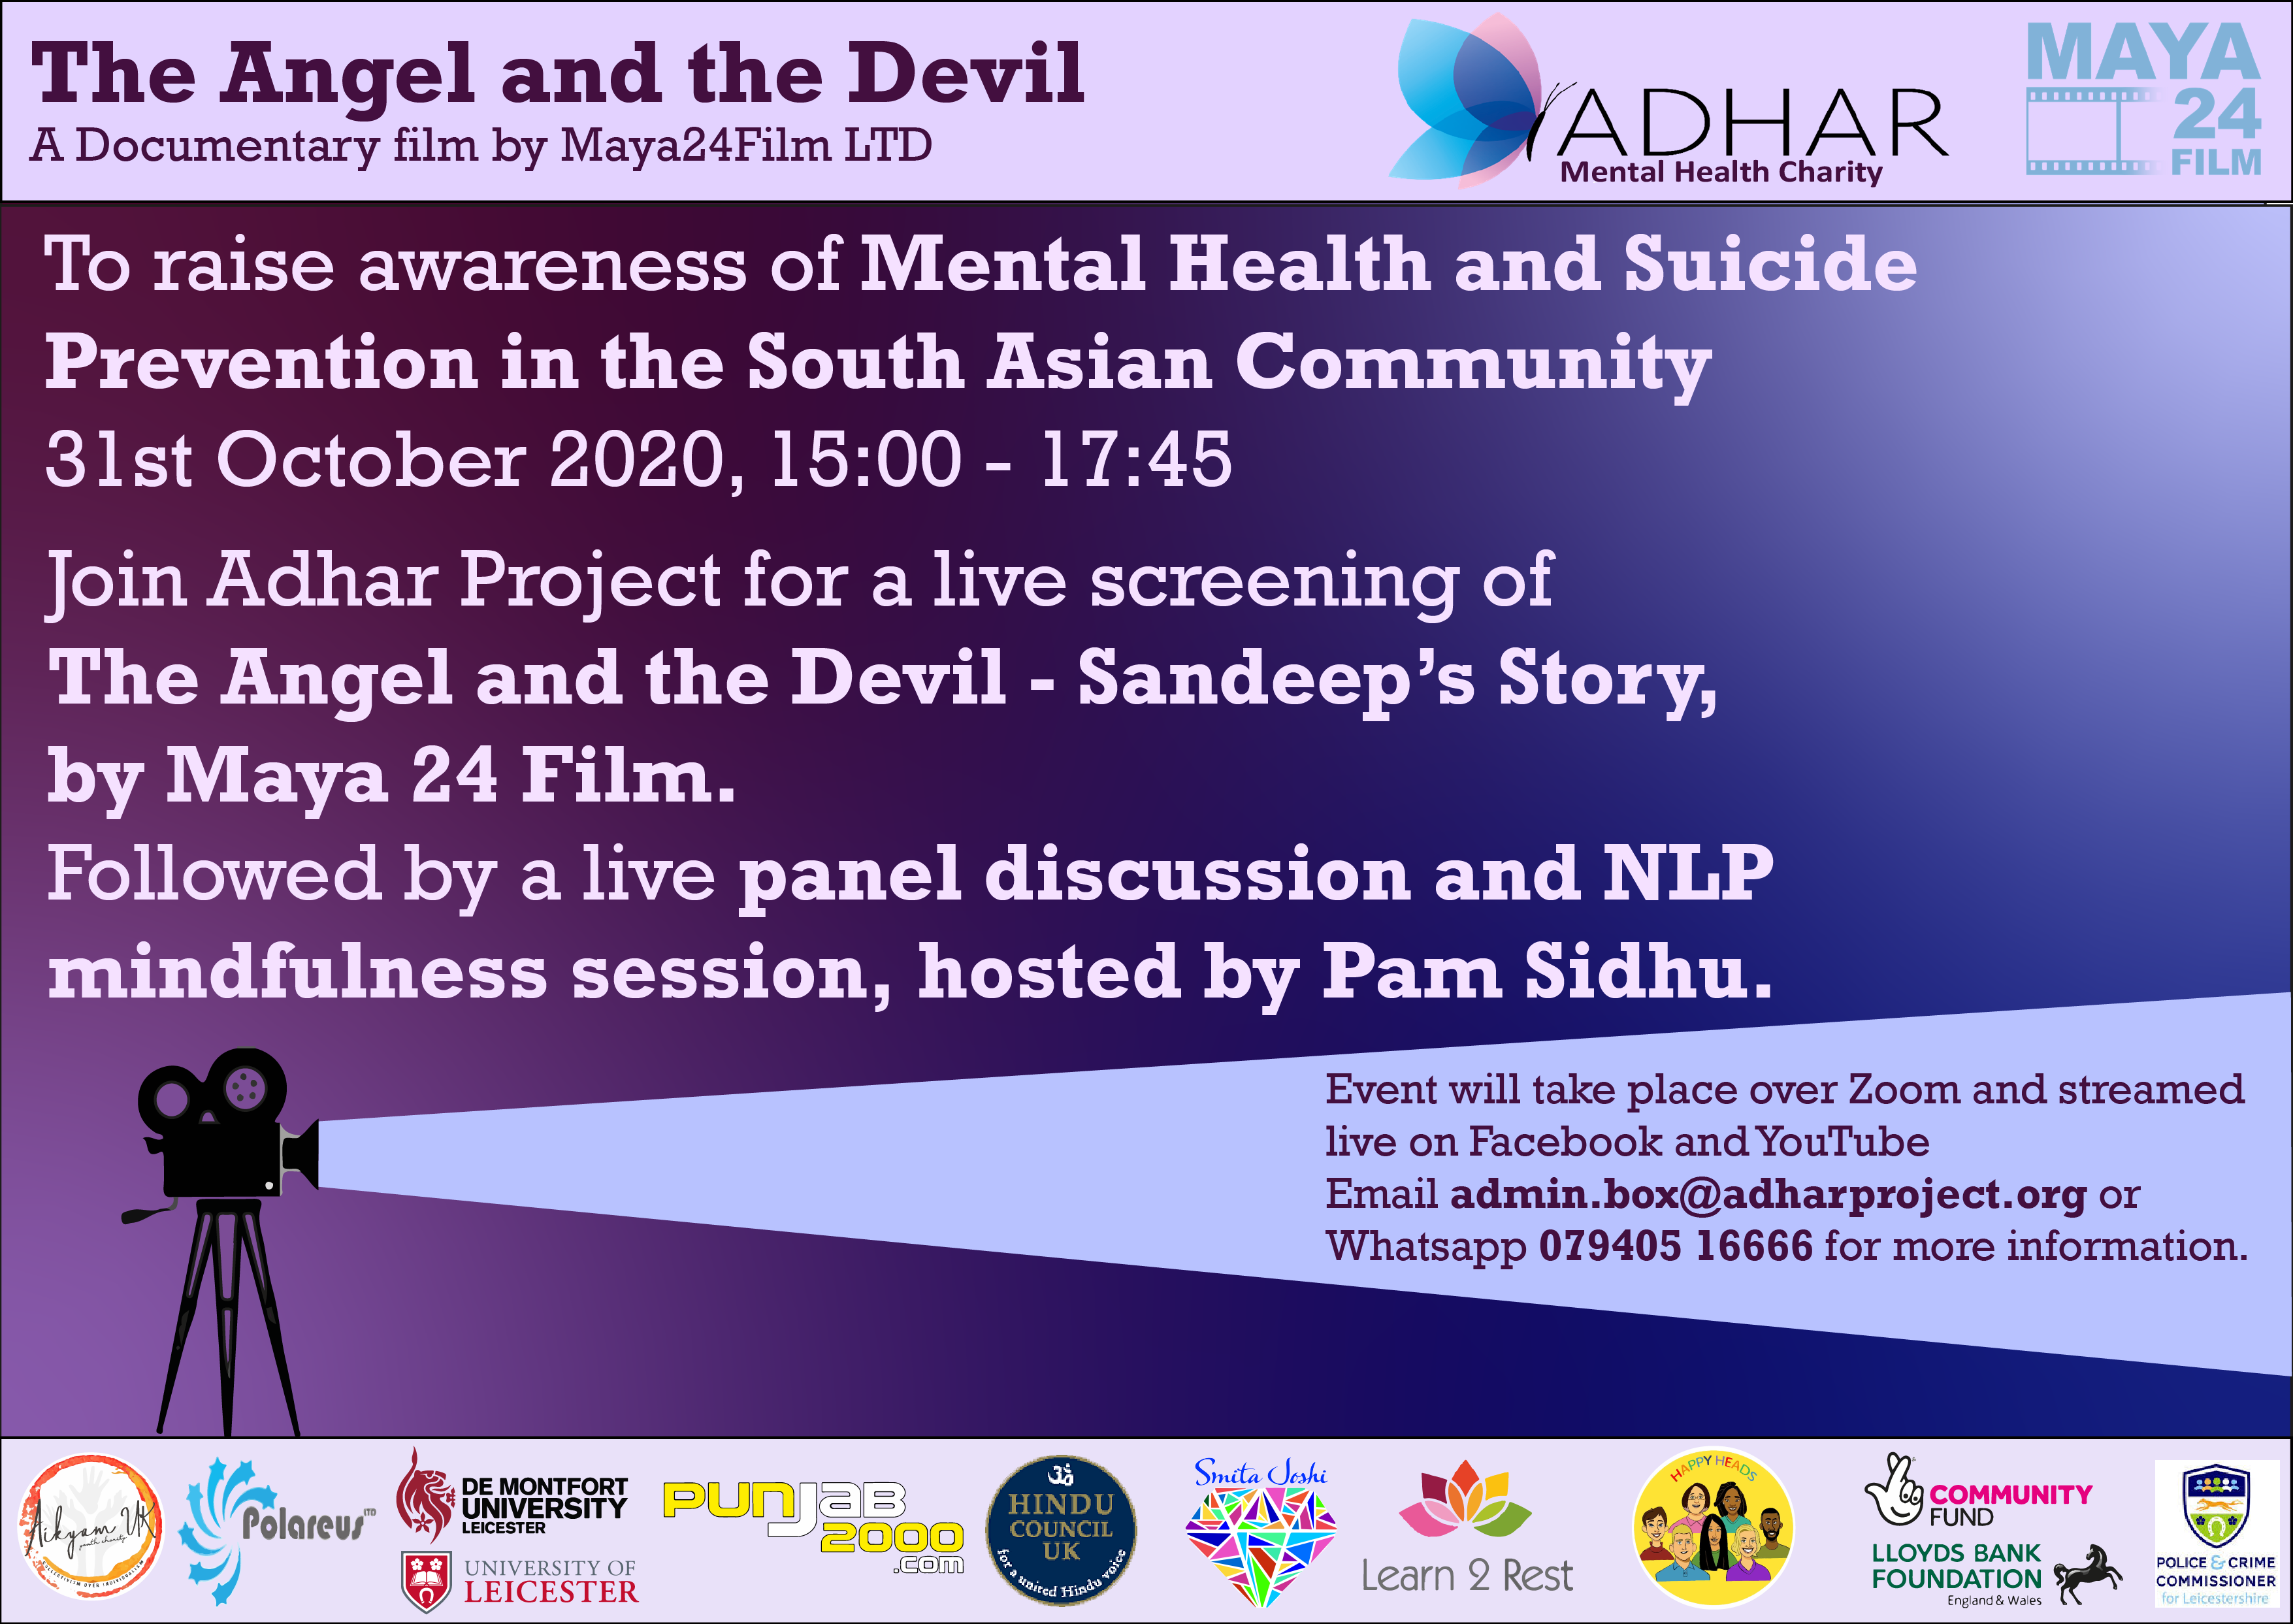 The Angel and the Devil
A Documentary film by Maya24Film LTD
ADHAR
Mental Health Charity
MAYA
24
FILM
To raise awareness of Mental Health and Suicide
Prevention in the South Asian Community
31st October 2020, 15:00 - 17:45
Join Adhar Project for a live screening of
The Angel and the Devil - Sandeep’s Story,
by Maya 24 Film.
Followed by a live panel discussion and NLP
mindfulness session, hosted by Pam Sidhu.
Event will take place over Zoom and streamed
live on Facebook and YouTube
Email admin.box@adharproject.org or
Whatsapp 079405 16666 for more information.
Aikyam UK
youth charity
COLLECTIVISM OVER INDIVIDUALISM
Polareus LTD
DE MONTFORT
UNIVERSITY
LEICESTER
UNIVERSITY OF
LEICESTER
PUNJAB
2000
.com
ॐ
HINDU
COUNCIL
UK
for a united Hindu voice
Smita Joshi
Learn 2 Rest
HAPPY HEADS
COMMUNITY
FUND
LLOYDS BANK
FOUNDATION
England & Wales
POLICE & CRIME
COMMISSIONER
for Leicestershire